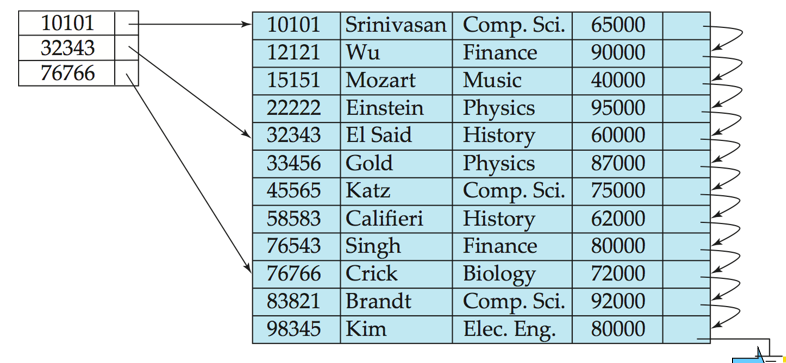 10101
32343
76766
10101 Srinivasan Comp. Sci. 65000
12121 Wu Finance 90000
15151 Mozart Music 40000
22222 Einstein Physics 95000
32343 El Said History 60000
33456 Gold Physics 87000
45565 Katz Comp. Sci. 75000
58583 Califieri History 62000
76543 Singh Finance 80000
76766 Crick Biology 72000
83821 Brandt Comp. Sci. 92000
98345 Kim Elec. Eng. 80000